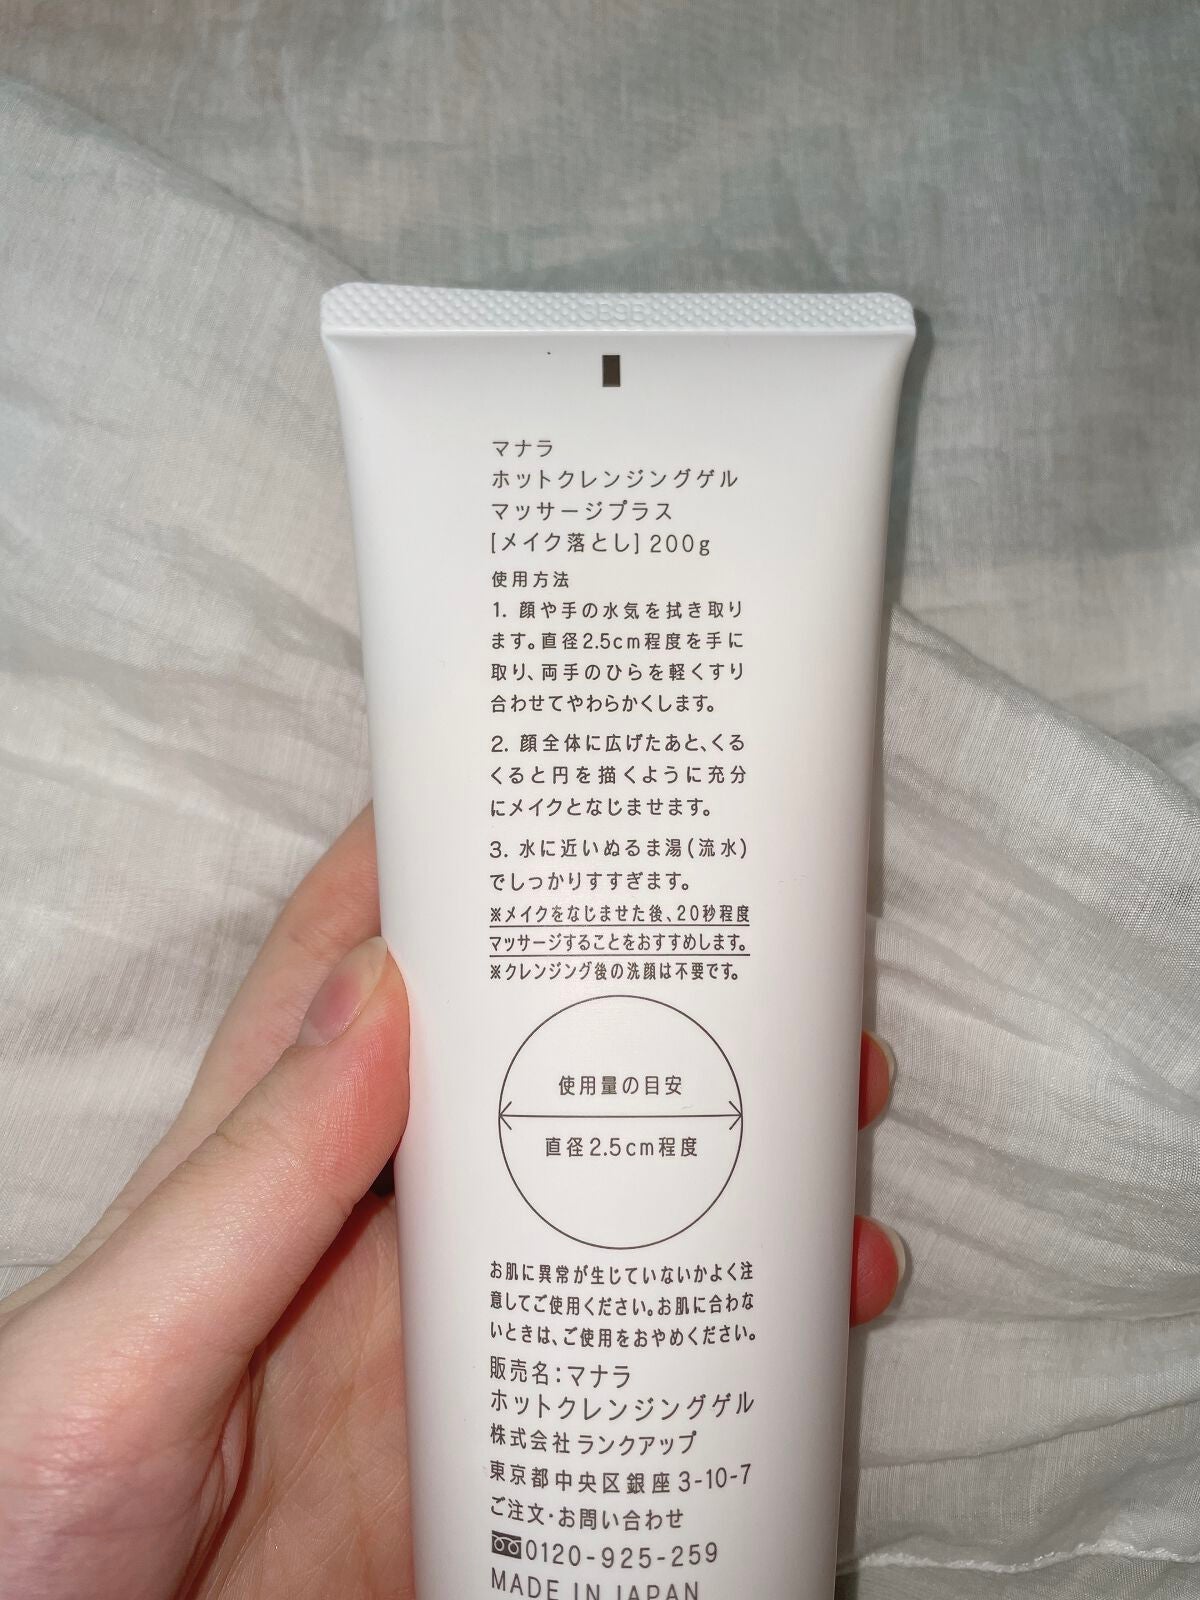 マナラ
ホットクレンジングゲル
マッサージプラス
[メイク落とし] 200g
使用方法
1. 顔や手の水気を拭き取り
ます。直径2.5cm程度を手に
取り、両手のひらを軽くすり
合わせてやわらかくします。
2. 顔全体に広げたあと、くる
くると円を描くように充分
にメイクとなじませます。
3. 水に近いぬるま湯(流水)
でしっかりすすぎます。
※メイクをなじませた後、20秒程度
マッサージすることをおすすめします。
※クレンジング後の洗顔は不要です。
使用量の目安
直径2.5cm程度
お肌に異常が生じていないかよく注
意してご使用ください。お肌に合わな
いときは、ご使用をおやめください。
販売名:マナラ
ホットクレンジングゲル
株式会社ランクアップ
東京都中央区銀座3-10-7
ご注文・お問い合わせ
0120-925-259
MADE IN JAPAN